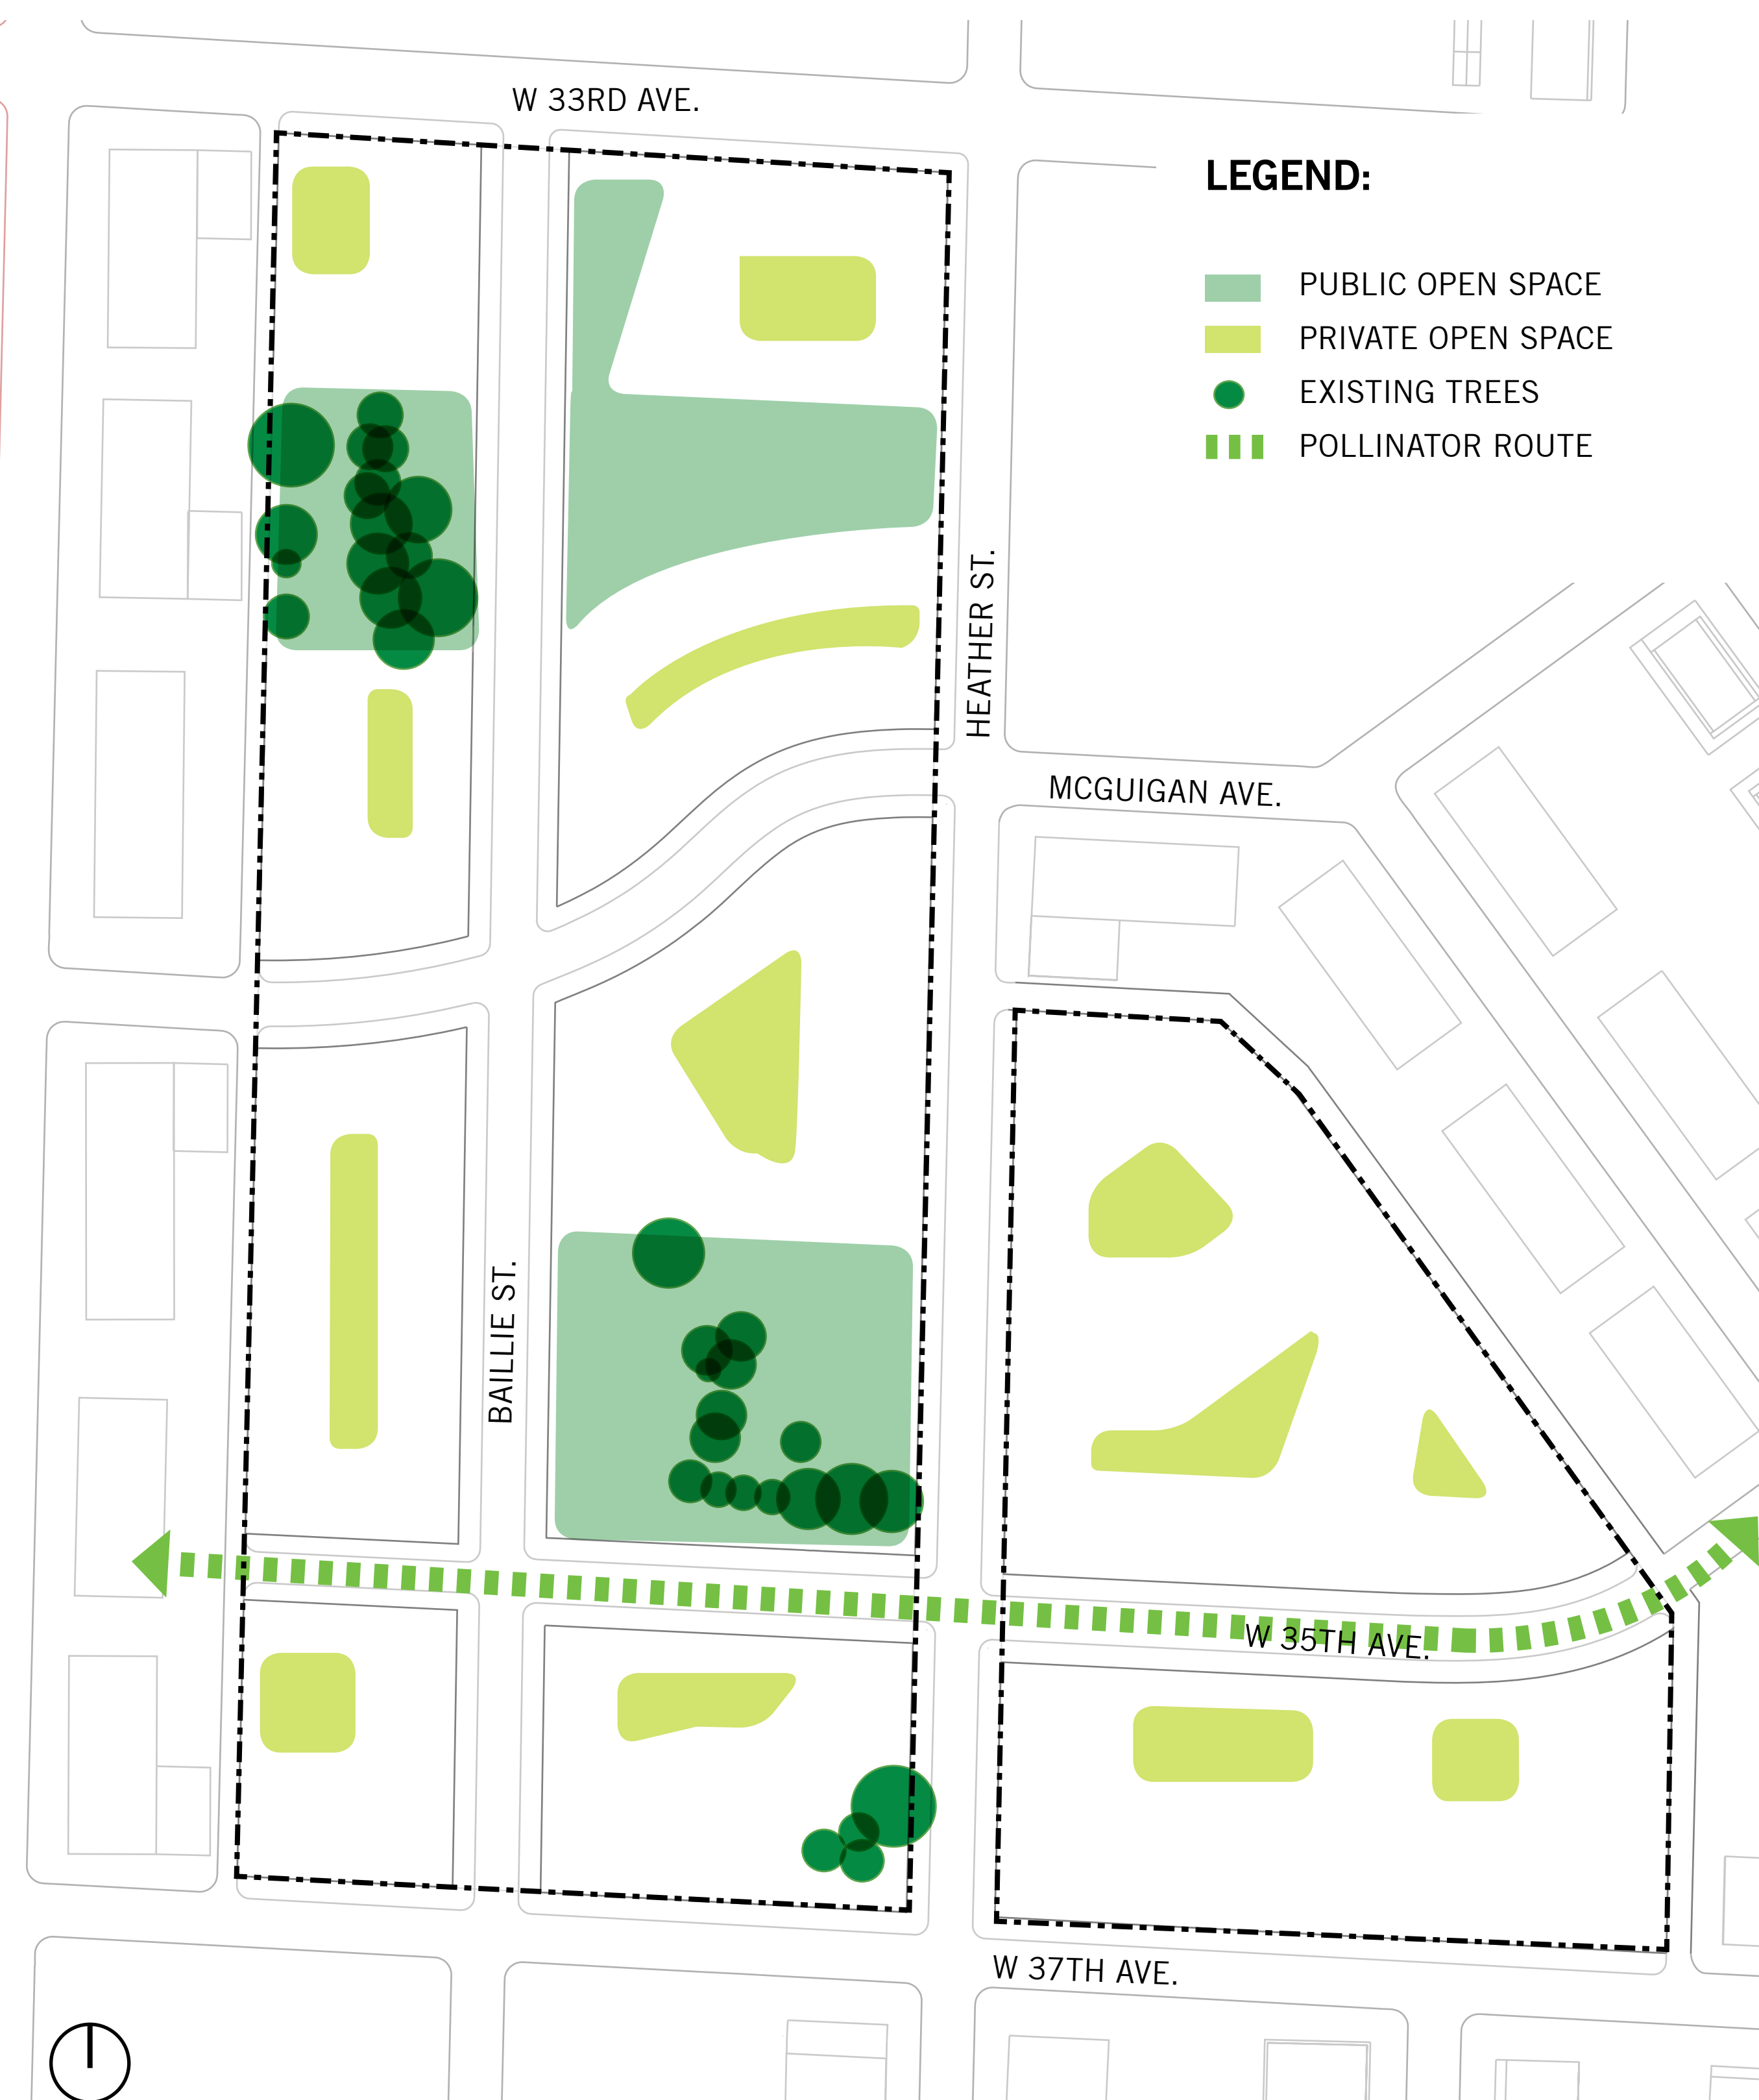 W 33RD AVE.
LEGEND:
PUBLIC OPEN SPACE
PRIVATE OPEN SPACE
EXISTING TREES
POLLINATOR ROUTE
HEATHER ST.
MCGUIGAN AVE.
BAILLIE ST.
W 35TH AVE.
W 37TH AVE.